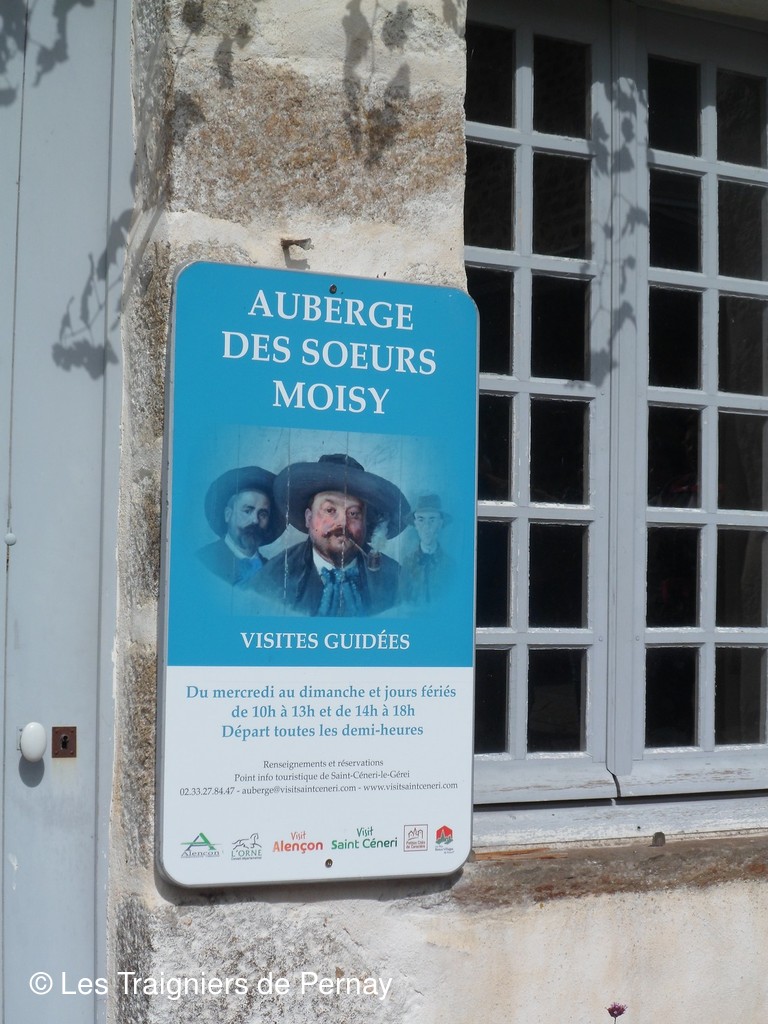 AUBERGE
DES SOEURS
MOISY
VISITES GUIDÉES
Du mercredi au dimanche et jours fériés
de 10h à 13h et de 14h à 18h
Départ toutes les demi-heures
Renseignements et réservations
Point info touristique de Saint-Céneri-le-Gérei
02.33.27.84.47 - auberge@visitsaintceneri.com - www.visitsaintceneri.com
Alençon
L'ORNE
Visit
Alençon
Visit
Saint Céneri
© Les Traigniers de Pernay